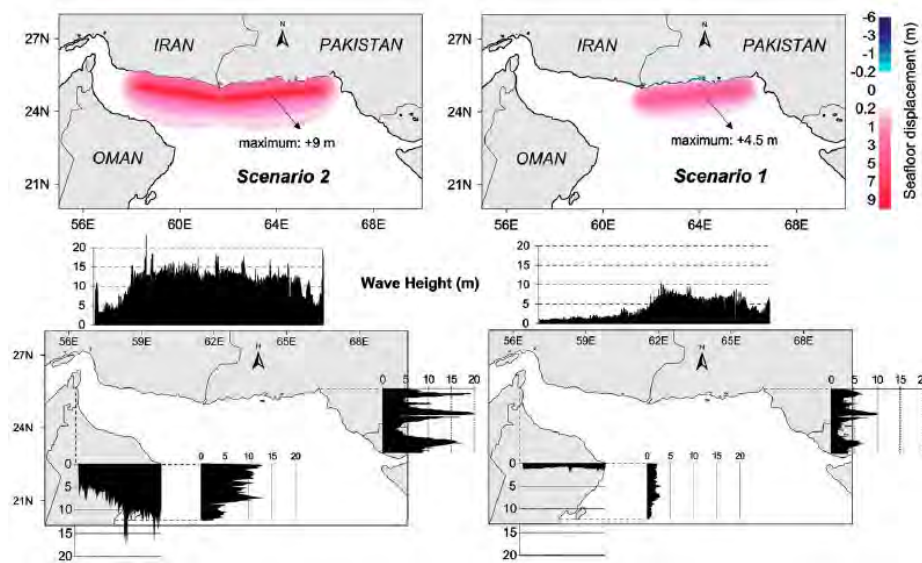 27N
24N
21N
IRAN
N
PAKISTAN
OMAN
maximum: +9 m
Scenario 2
56E 60E 64E 68E
27N
24N
21N
IRAN
N
PAKISTAN
OMAN
maximum: +4.5 m
Scenario 1
56E 60E 64E 68E
-6
-3
-1
-0.2
0
0.2
1
3
5
7
9
Seafloor displacement (m)
20
15
10
5
0
Wave Height (m)
20
15
10
5
0
56E 59E 62E 65E 68E
N
27N
24N
21N
0 5 10 15 20
0
5
10
15
20
0 5 10 15 20
56E 59E 62E 65E 68E
N
27N
24N
21N
0 5 10 15 20
0
5
10
15
20
0 5 10 15 20